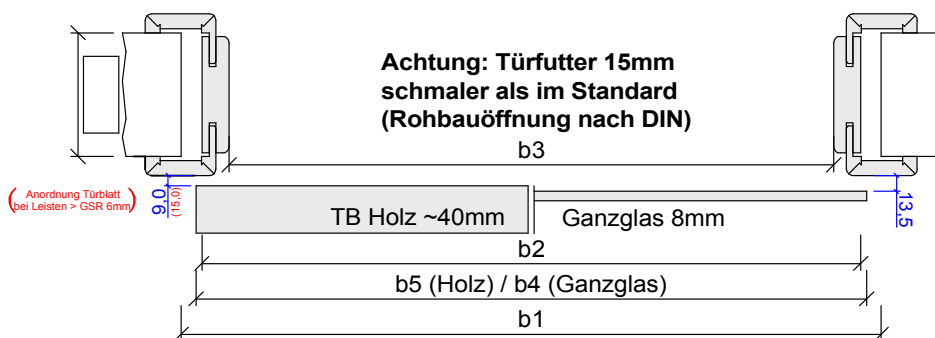 Achtung: Türfutter 15mm
schmaler als im Standard
(Rohbauöffnung nach DIN)
b3
(Anordnung Türblatt
bei Leisten > GSR 6mm)
9,0
(15,0)
TB Holz ~40mm
Ganzglas 8mm
13,5
b2
b5 (Holz) / b4 (Ganzglas)
b1